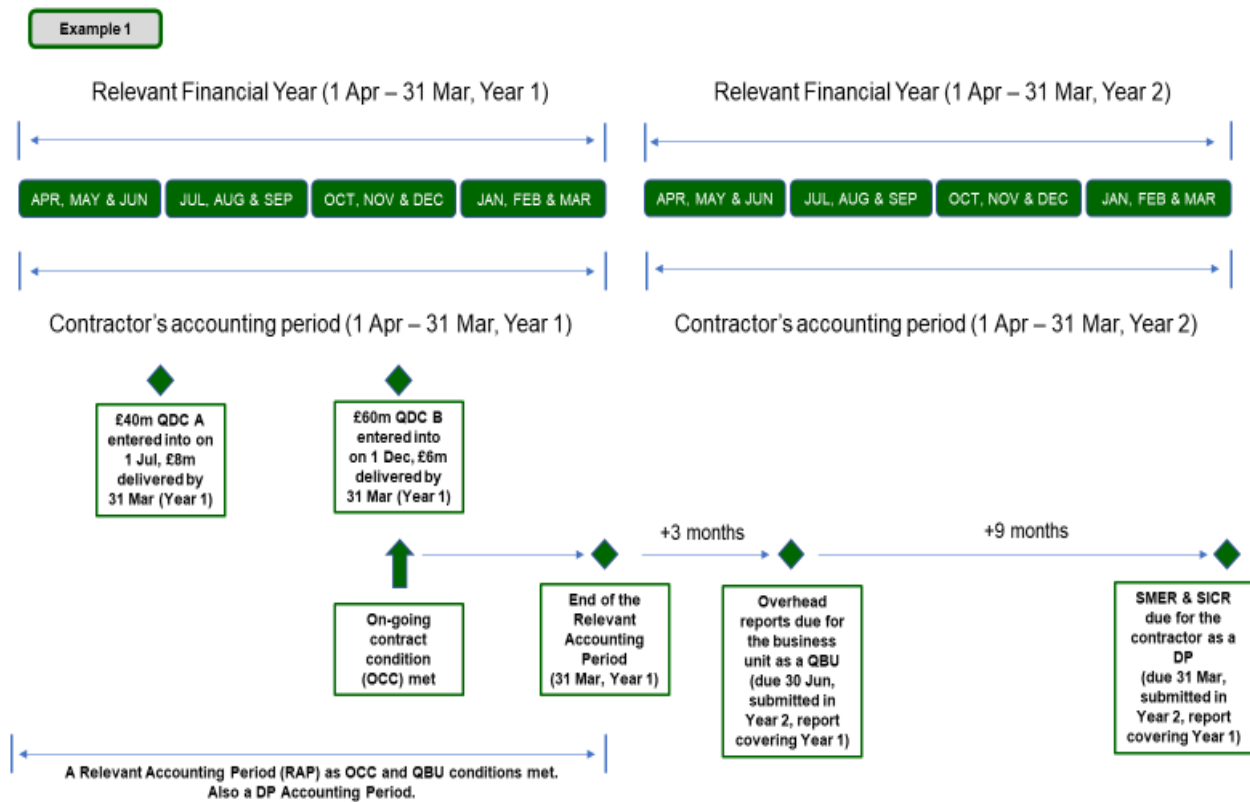 Example 1
Relevant Financial Year (1 Apr – 31 Mar, Year 1)
Relevant Financial Year (1 Apr – 31 Mar, Year 2)
APR, MAY & JUN
JUL, AUG & SEP
OCT, NOV & DEC
JAN, FEB & MAR
APR, MAY & JUN
JUL, AUG & SEP
OCT, NOV & DEC
JAN, FEB & MAR
Contractor's accounting period (1 Apr – 31 Mar, Year 1)
Contractor's accounting period (1 Apr – 31 Mar, Year 2)
£40m QDC A
entered into on
1 Jul, £8m
delivered by
31 Mar (Year 1)
£60m QDC B
entered into
on 1 Dec, £6m
delivered by
31 Mar (Year 1)
+3 months
+9 months
On-going
contract
condition
(OCC) met
End of the
Relevant
Accounting
Period
(31 Mar, Year 1)
Overhead
reports due for
the business
unit as a QBU
(due 30 Jun,
submitted in
Year 2, report
covering Year 1)
SMER & SICR
due for the
contractor as a
DP
(due 31 Mar,
submitted in
Year 2, report
covering Year 1)
A Relevant Accounting Period (RAP) as OCC and QBU conditions met.
Also a DP Accounting Period.